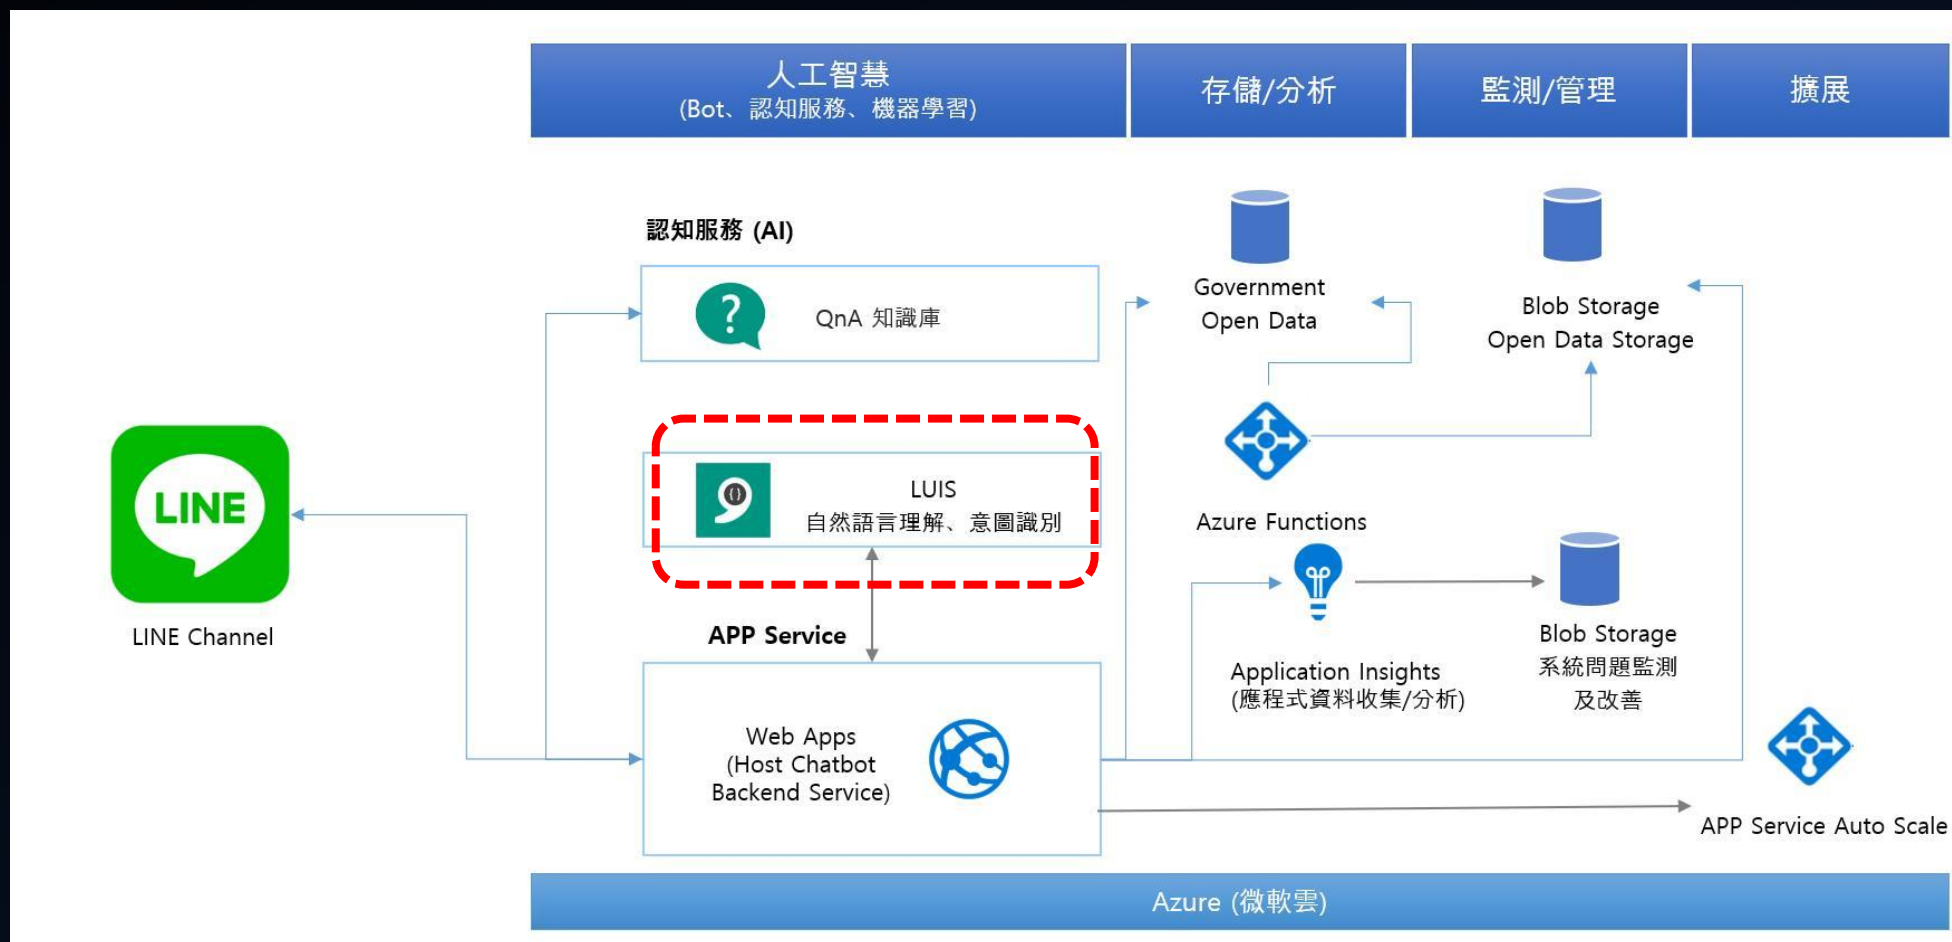 人工智慧
(Bot、認知服務、機器學習)
存儲/分析
監測/管理
擴展
認知服務 (AI)
?
QnA 知識庫
LUIS
自然語言理解、意圖識別
LINE
LINE Channel
APP Service
Web Apps
(Host Chatbot
Backend Service)
Government
Open Data
Azure Functions
Application Insights
(應程式資料收集/分析)
Blob Storage
Open Data Storage
Blob Storage
系統問題監測
及改善
APP Service Auto Scale
Azure (微軟雲)